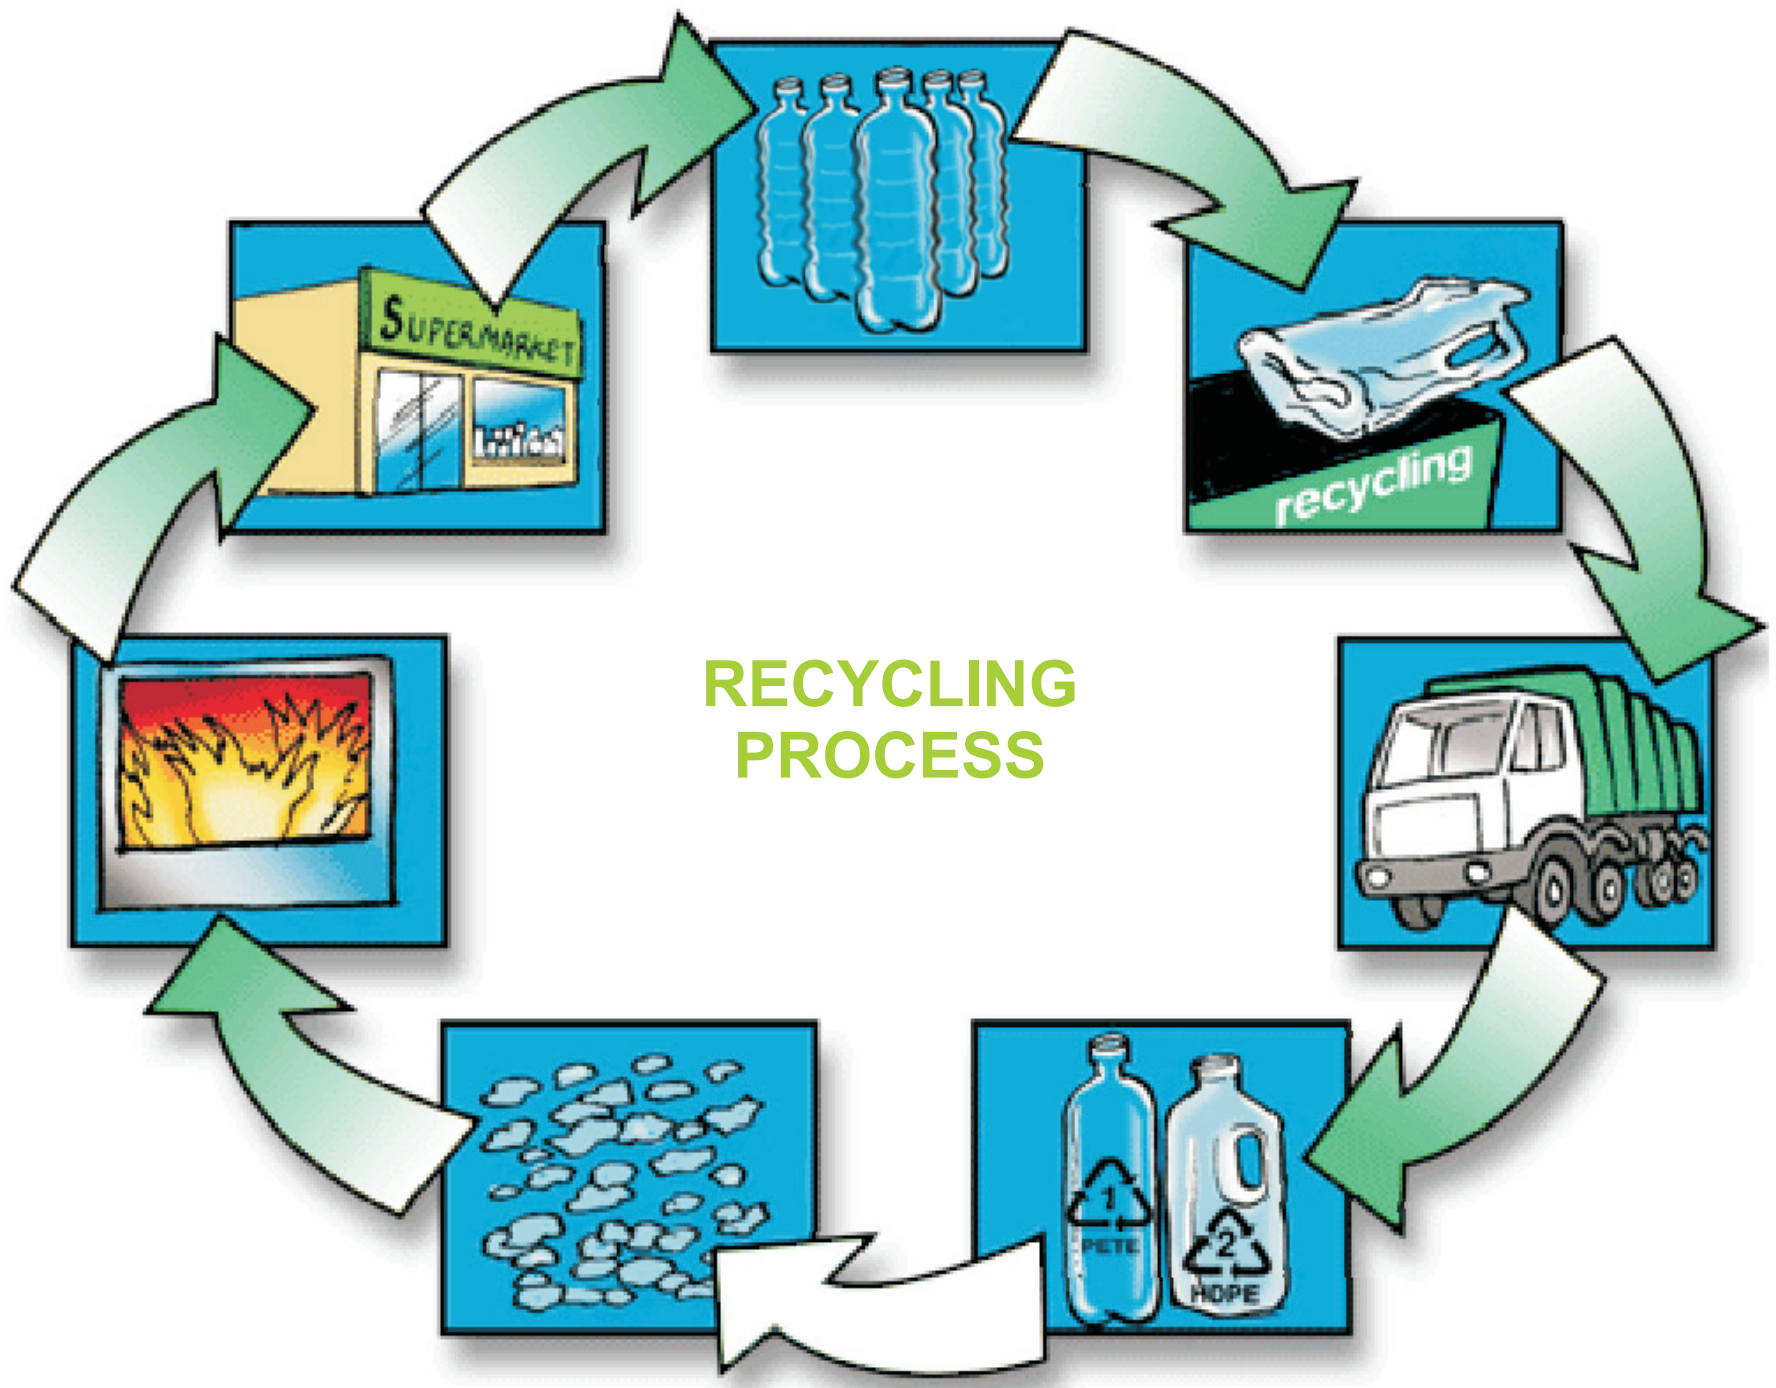 SUPERMARKET
recycling
RECYCLING
PROCESS
1
PETE
2
HDPE